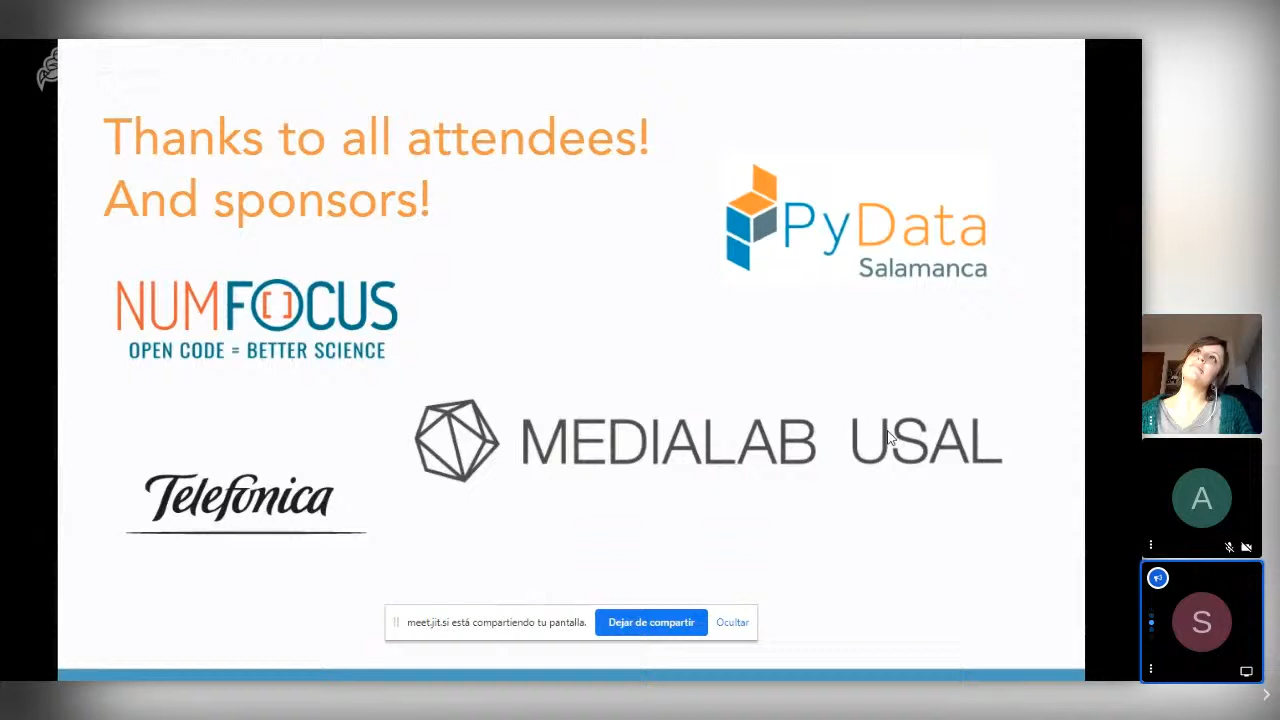 Thanks to all attendees!
And sponsors!
PyData
Salamanca
NUMFOCUS
OPEN CODE = BETTER SCIENCE
MEDIALAB USAL
Telefónica
meet.jit.si está compartiendo tu pantalla.
Dejar de compartir
Ocultar
A
S